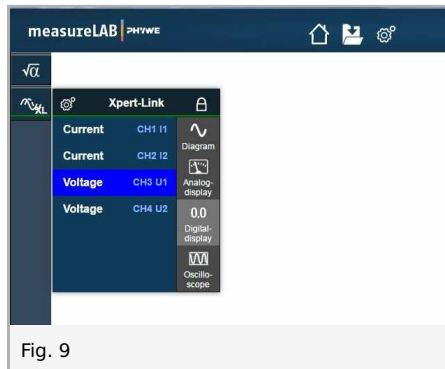 measureLAB PHYWE
√α
XL
Xpert-Link
Current CH1 I1
Current CH2 I2
Voltage CH3 U1
Voltage CH4 U2
Diagram
Analog-
display
0.0
Digital-
display
Oscillo-
scope
Fig. 9